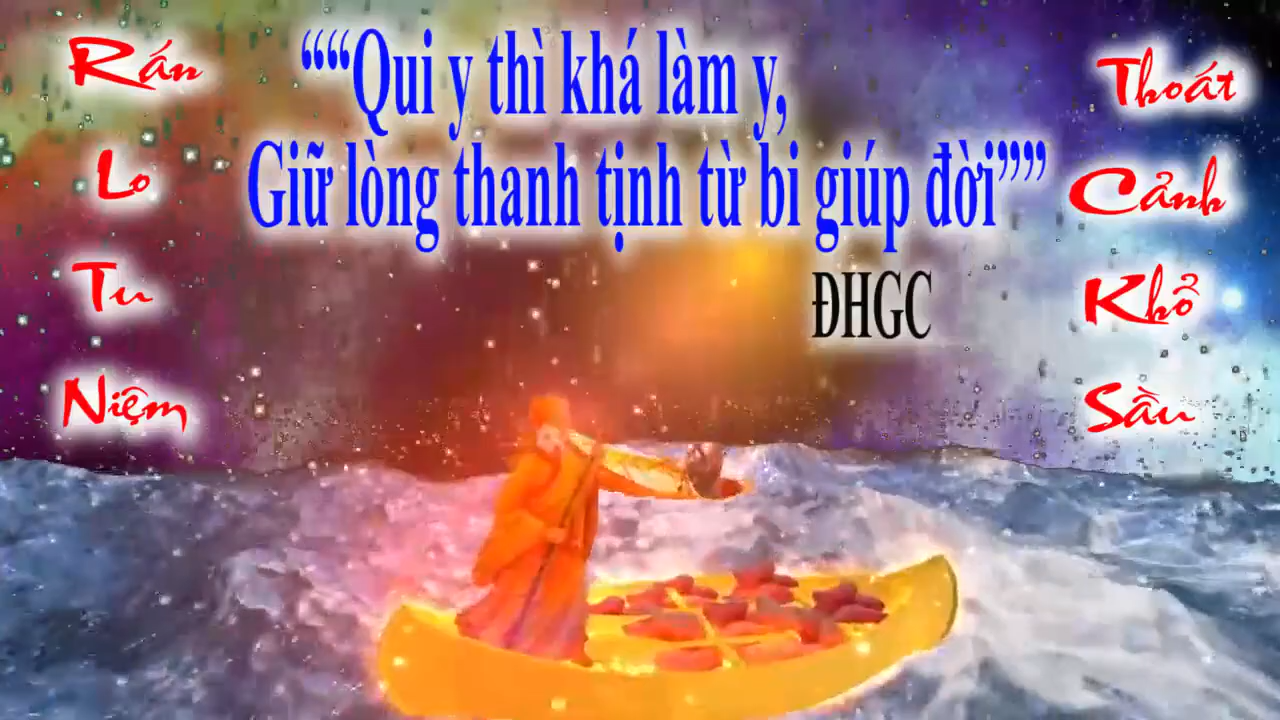 Rán
Lo
Tu
Niệm
““Qui y thì khá làm y,
Giữ lòng thanh tịnh từ bi giúp đời””
ĐHGC
Thoát
Cảnh
Khổ
Sầu